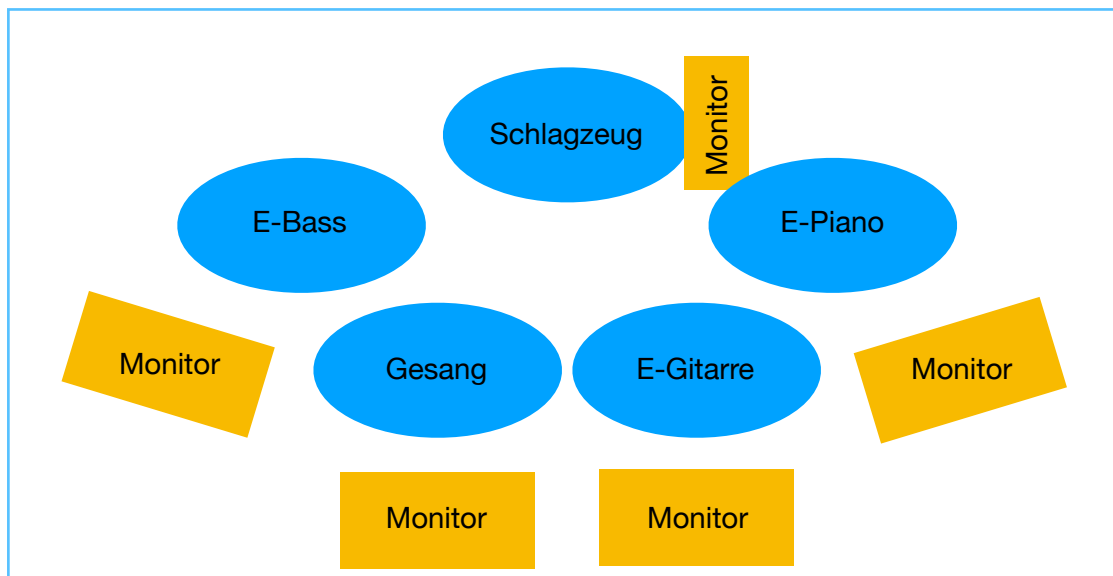 Schlagzeug
Monitor
E-Bass
E-Piano
Monitor
Gesang
E-Gitarre
Monitor
Monitor
Monitor